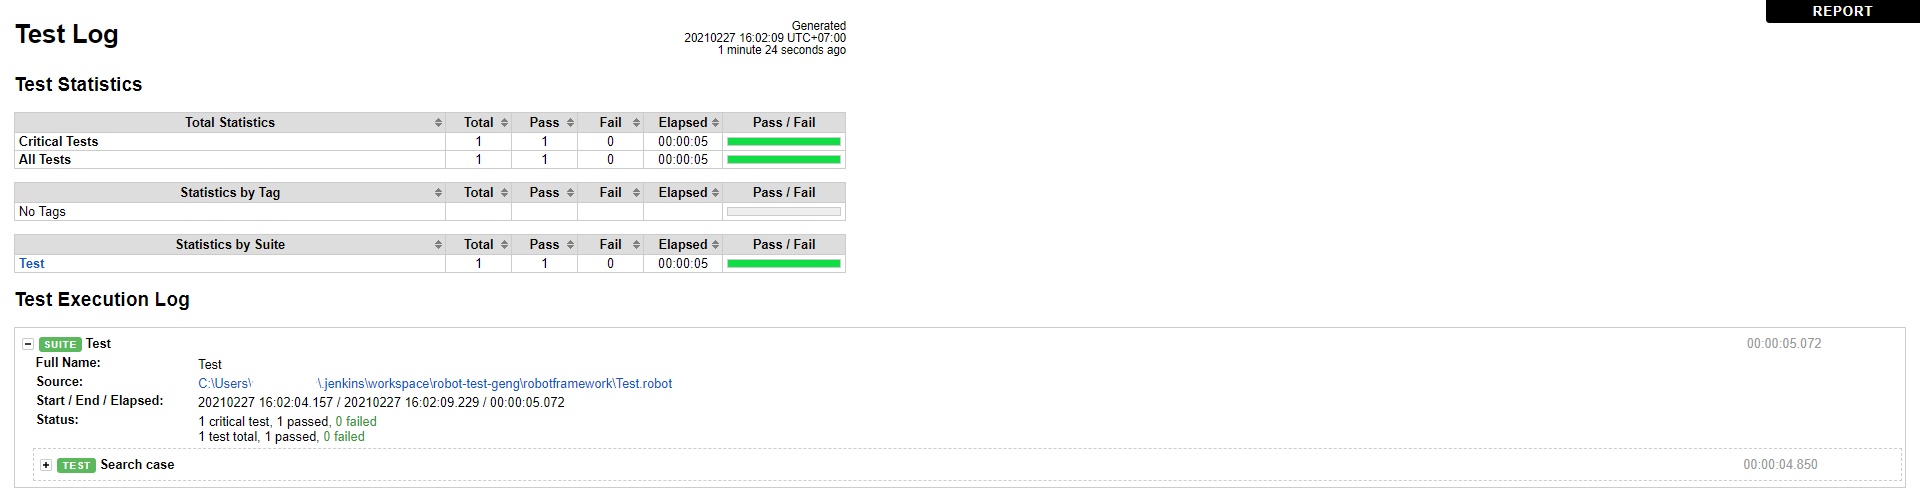 REPORT
Test Log
Generated
20210227 16:02:09 UTC+07:00
1 minute 24 seconds ago
Test Statistics
Total Statistics Total Pass Fail Elapsed Pass / Fail
Critical Tests 1 1 0 00:00:05
All Tests 1 1 0 00:00:05
Statistics by Tag Total Pass Fail Elapsed Pass / Fail
No Tags
Statistics by Suite Total Pass Fail Elapsed Pass / Fail
Test 1 1 0 00:00:05
Test Execution Log
SUITE Test 00:00:05.072
Full Name: Test
Source: C:\Users\ \.jenkins\workspace\robot-test-geng\robotframework\Test.robot
Start / End / Elapsed: 20210227 16:02:04.157 / 20210227 16:02:09.229 / 00:00:05.072
Status: 1 critical test, 1 passed, 0 failed
1 test total, 1 passed, 0 failed
TEST Search case 00:00:04.850